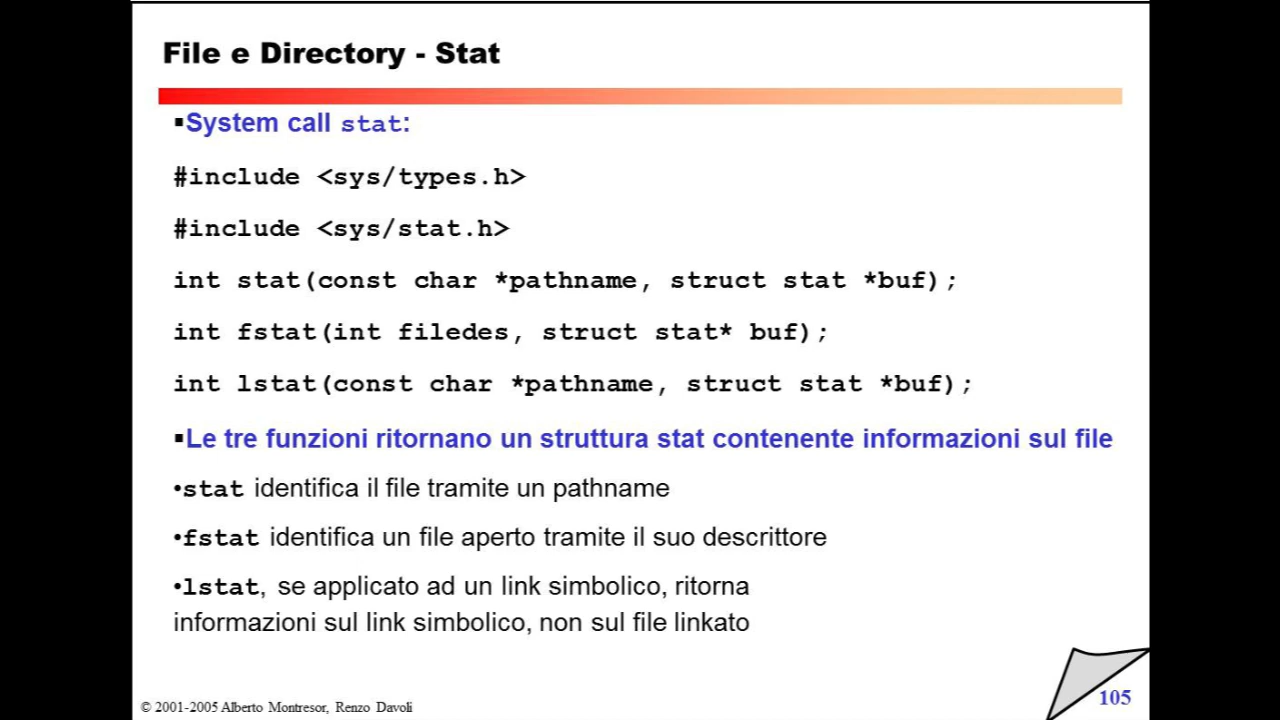 File e Directory - Stat
▪System call stat:
#include <sys/types.h>
#include <sys/stat.h>
int stat(const char *pathname, struct stat *buf);
int fstat(int filedes, struct stat* buf);
int lstat(const char *pathname, struct stat *buf);
▪Le tre funzioni ritornano un struttura stat contenente informazioni sul file
•stat identifica il file tramite un pathname
•fstat identifica un file aperto tramite il suo descrittore
•lstat, se applicato ad un link simbolico, ritorna
informazioni sul link simbolico, non sul file linkato
© 2001-2005 Alberto Montresor, Renzo Davoli
105